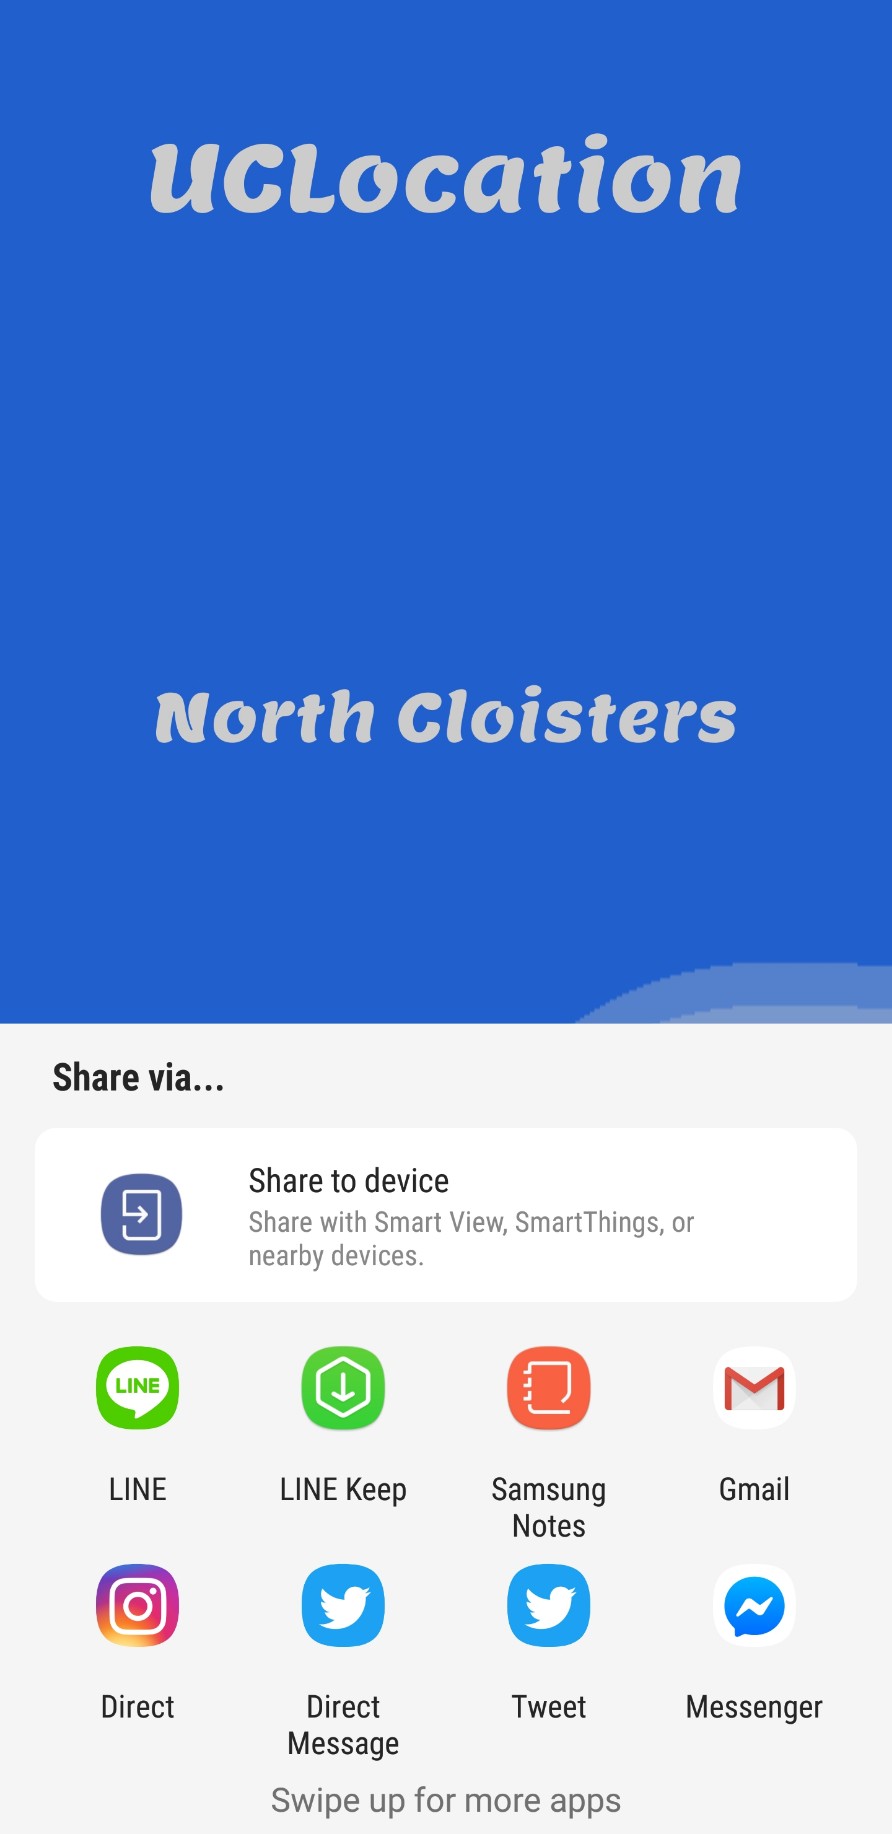 UCLocation
North Cloisters
Share via...
Share to device
Share with Smart View, SmartThings, or
nearby devices.
LINE
LINE
LINE Keep
Samsung
Notes
Gmail
Direct
Direct
Message
Tweet
Messenger
Swipe up for more apps